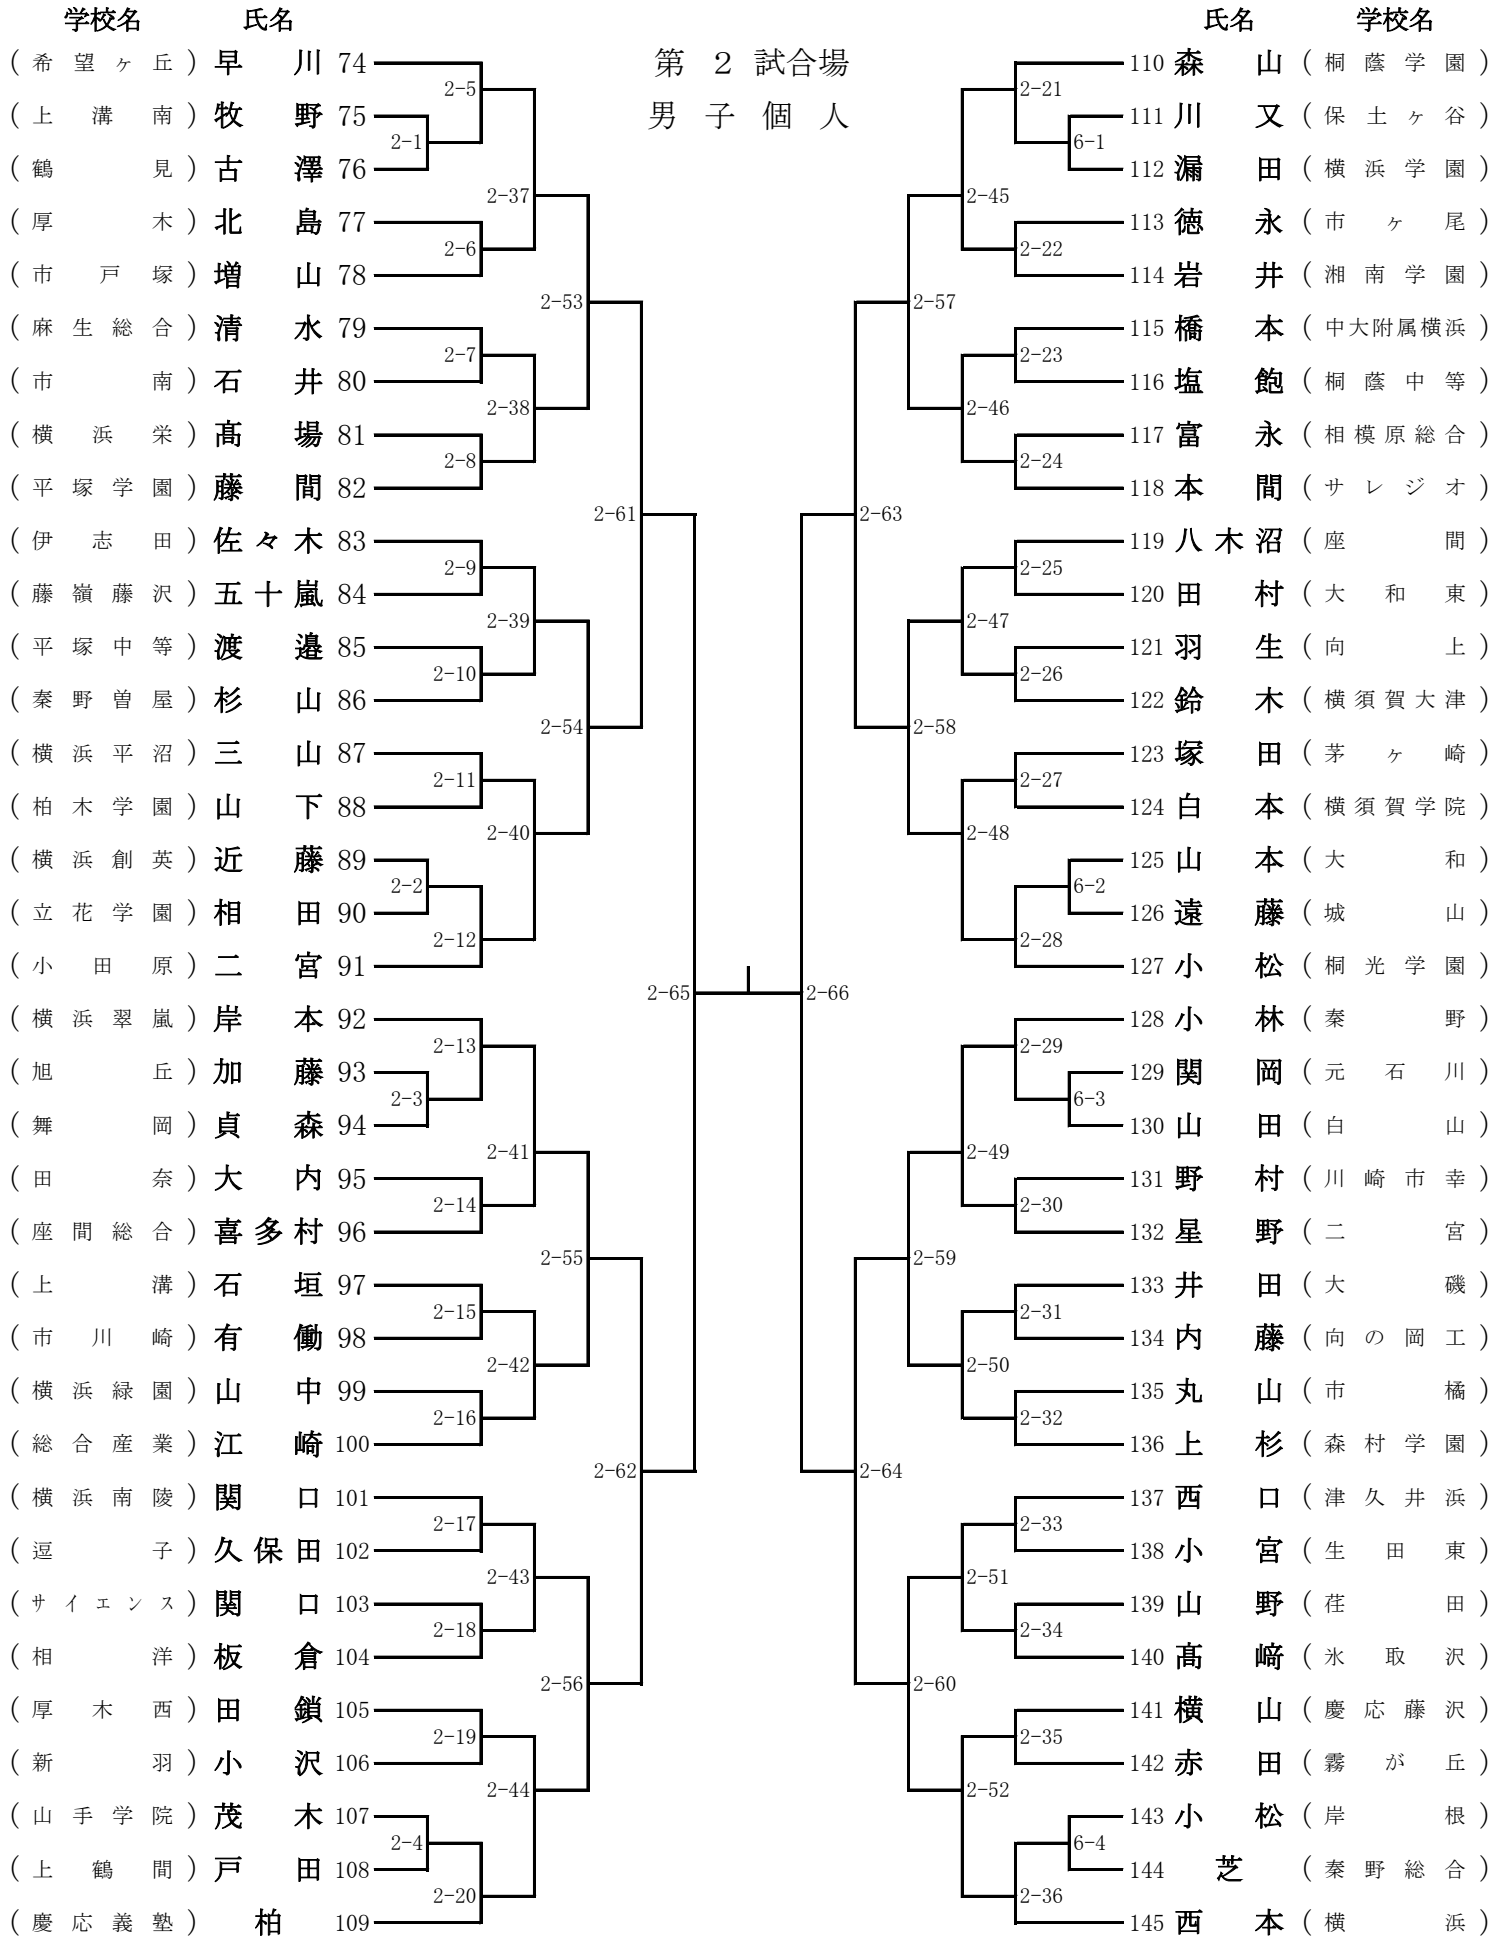 学校名 氏名 氏名 学校名
第 2 試合場
男 子 個 人
(希望ヶ丘) 早川 74
(上溝南) 牧野 75
(鶴見) 古澤 76
(厚木) 北島 77
(市戸塚) 増山 78
(麻生総合) 清水 79
(市南) 石井 80
(横浜栄) 髙場 81
(平塚学園) 藤間 82
(伊志田) 佐々木 83
(藤嶺藤沢) 五十嵐 84
(平塚中等) 渡邉 85
(秦野曽屋) 杉山 86
(横浜平沼) 三山 87
(柏木学園) 山下 88
(横浜創英) 近藤 89
(立花学園) 相田 90
(小田原) 二宮 91
(横浜翠嵐) 岸本 92
(旭丘) 加藤 93
(舞岡) 貞森 94
(田奈) 大内 95
(座間総合) 喜多村 96
(上溝) 石垣 97
(市川崎) 有働 98
(横浜緑園) 山中 99
(総合産業) 江崎 100
(横浜南陵) 関口 101
(逗子) 久保田 102
(サイエンス) 関口 103
(相洋) 板倉 104
(厚木西) 田鎖 105
(新羽) 小沢 106
(山手学院) 茂木 107
(上鶴間) 戸田 108
(慶応義塾) 柏 109
2-1
2-2
2-3
2-4
2-5
2-6
2-7
2-8
2-9
2-10
2-11
2-12
2-13
2-14
2-15
2-16
2-17
2-18
2-19
2-20
2-37
2-38
2-39
2-40
2-41
2-42
2-43
2-44
2-53
2-54
2-55
2-56
2-61
2-62
2-65
2-66
2-63
2-64
2-57
2-58
2-59
2-60
2-45
2-46
2-47
2-48
2-49
2-50
2-51
2-52
2-21
2-22
2-23
2-24
2-25
2-26
2-27
2-28
2-29
2-30
2-31
2-32
2-33
2-34
2-35
2-36
6-1
6-2
6-3
6-4
110 森山 (桐蔭学園)
111 川又 (保土ヶ谷)
112 漏田 (横浜学園)
113 徳永 (市ヶ尾)
114 岩井 (湘南学園)
115 橋本 (中大附属横浜)
116 塩飽 (桐蔭中等)
117 富永 (相模原総合)
118 本間 (サレジオ)
119 八木沼 (座間)
120 田村 (大和東)
121 羽生 (向上)
122 鈴木 (横須賀大津)
123 塚田 (茅ヶ崎)
124 白本 (横須賀学院)
125 山本 (大和)
126 遠藤 (城山)
127 小松 (桐光学園)
128 小林 (秦野)
129 関岡 (元石川)
130 山田 (白山)
131 野村 (川崎市幸)
132 星野 (二宮)
133 井田 (大磯)
134 内藤 (向の岡工)
135 丸山 (市橘)
136 上杉 (森村学園)
137 西口 (津久井浜)
138 小宮 (生田東)
139 山野 (荏田)
140 髙﨑 (氷取沢)
141 横山 (慶応藤沢)
142 赤田 (霧が丘)
143 小松 (岸根)
144 芝 (秦野総合)
145 西本 (横浜)